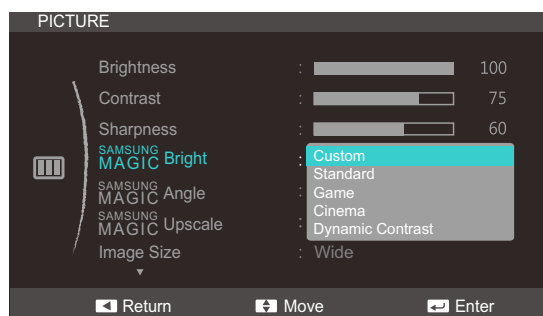 PICTURE
Brightness : 100
Contrast : 75
Sharpness : 60
SAMSUNG MAGIC Bright : Custom
Standard
SAMSUNG MAGIC Angle : Game
Cinema
SAMSUNG MAGIC Upscale : Dynamic Contrast
Image Size : Wide
Return Move Enter